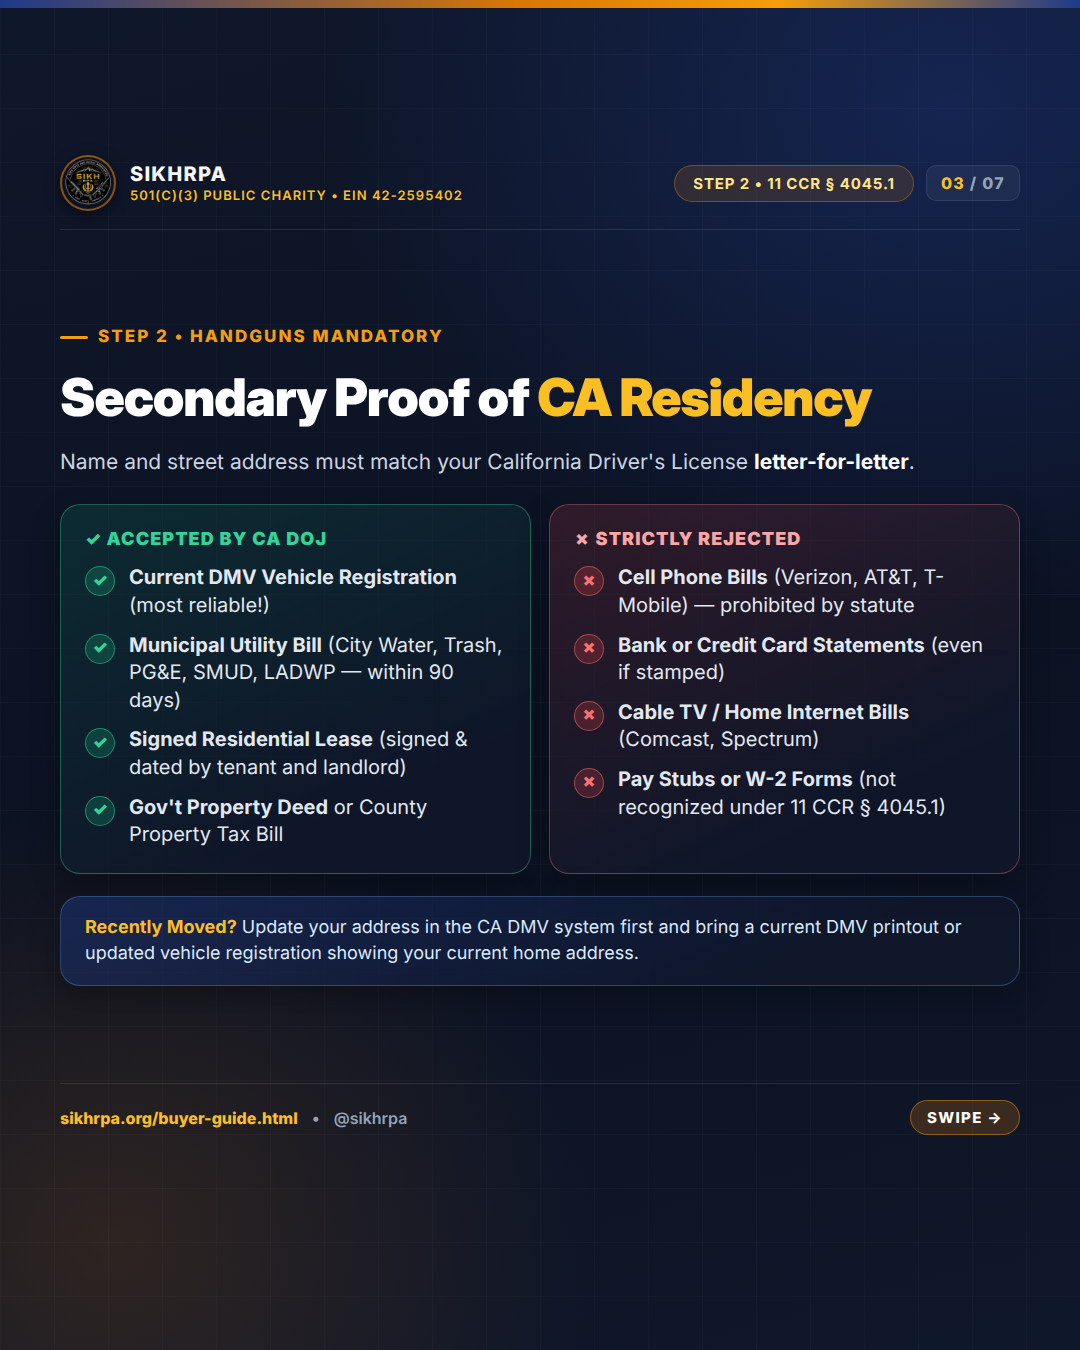 SIKH
SIKHRPA
501(C)(3) PUBLIC CHARITY • EIN 42-2595402
STEP 2 • 11 CCR § 4045.1
03 / 07
STEP 2 • HANDGUNS MANDATORY
Secondary Proof of CA Residency
Name and street address must match your California Driver's License letter-for-letter.
✓ ACCEPTED BY CA DOJ
Current DMV Vehicle Registration
(most reliable!)
Municipal Utility Bill (City Water, Trash,
PG&E, SMUD, LADWP — within 90
days)
Signed Residential Lease (signed &
dated by tenant and landlord)
Gov't Property Deed or County
Property Tax Bill
✖ STRICTLY REJECTED
Cell Phone Bills (Verizon, AT&T, T-
Mobile) — prohibited by statute
Bank or Credit Card Statements (even
if stamped)
Cable TV / Home Internet Bills
(Comcast, Spectrum)
Pay Stubs or W-2 Forms (not
recognized under 11 CCR § 4045.1)
Recently Moved? Update your address in the CA DMV system first and bring a current DMV printout or
updated vehicle registration showing your current home address.
sikhrpa.org/buyer-guide.html • @sikhrpa
SWIPE →